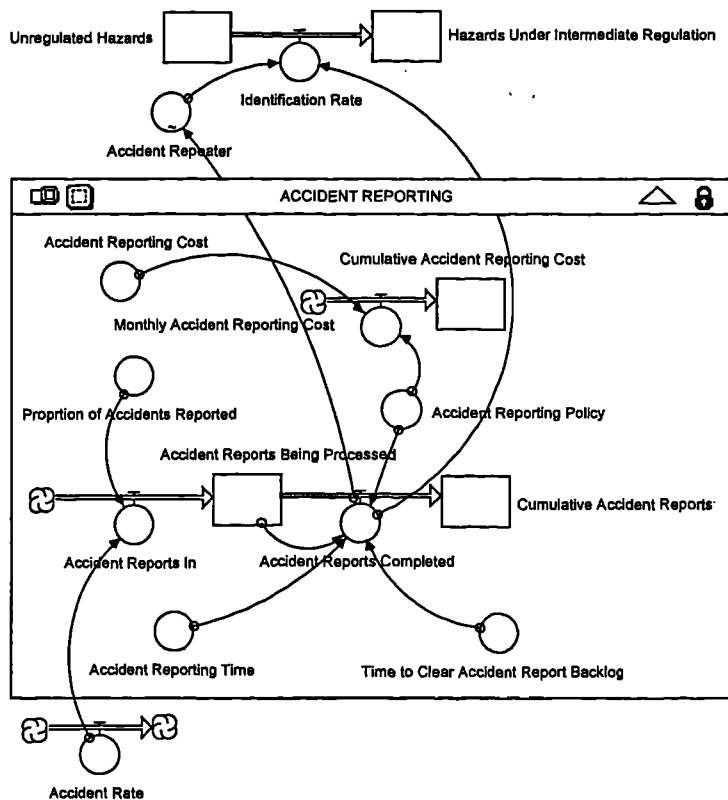 Unregulated Hazards
Hazards Under Intermediate Regulation
Identification Rate
Accident Repeater
ACCIDENT REPORTING
Accident Reporting Cost
Cumulative Accident Reporting Cost
Monthly Accident Reporting Cost
Proprtion of Accidents Reported
Accident Reporting Policy
Accident Reports Being Processed
Cumulative Accident Reports
Accident Reports In
Accident Reports Completed
Accident Reporting Time
Time to Clear Accident Report Backlog
Accident Rate